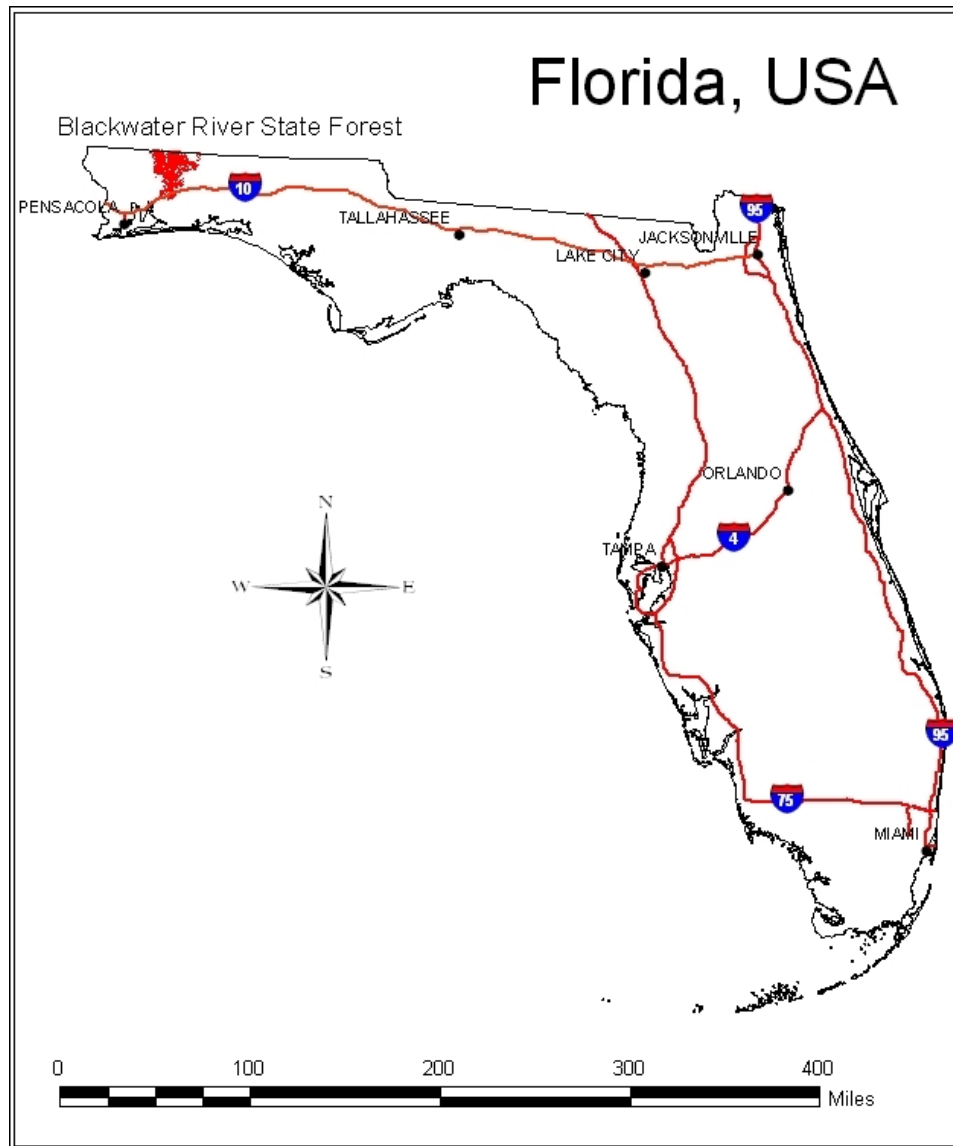 Florida, USA
Blackwater River State Forest
10
PENSACOLA
95
TALLAHASSEE
JACKSONVILLE
LAKE CITY
ORLANDO
4
TAMPA
N
W
E
S
95
75
MIAMI
0
100
200
300
400
Miles